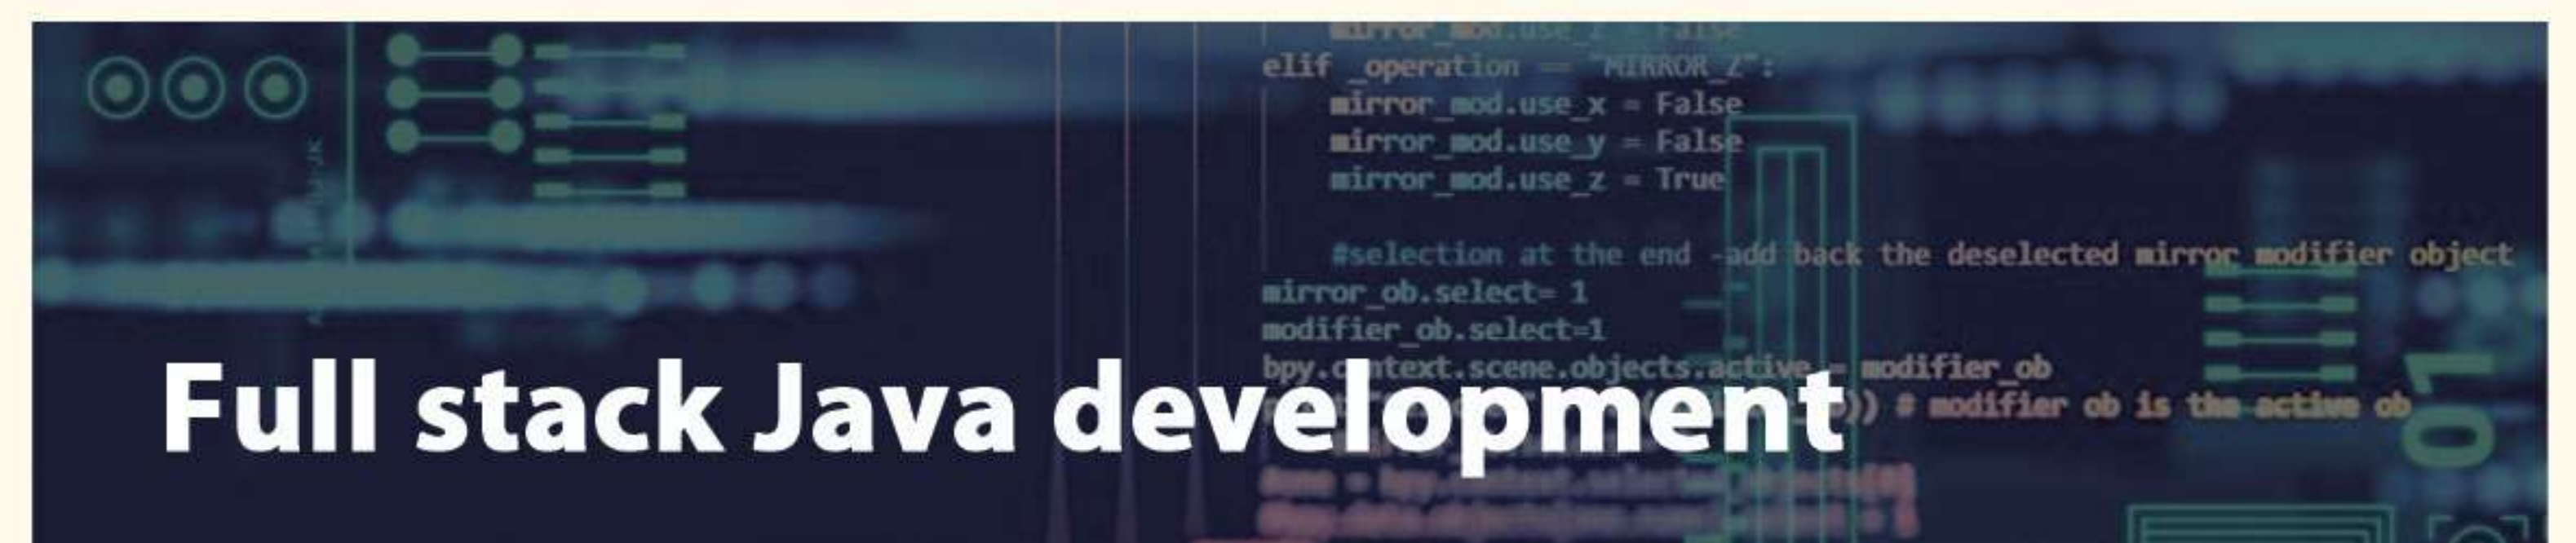 elif _operation == "MIRROR_Z":
mirror_mod.use_x = False
mirror_mod.use_y = False
mirror_mod.use_z = True
#selection at the end -add back the deselected mirror modifier object
mirror_ob.select= 1
modifier_ob.select=1
bpy.context.scene.objects.active = modifier_ob
)) # modifier ob is the active ob
Full stack Java development
01